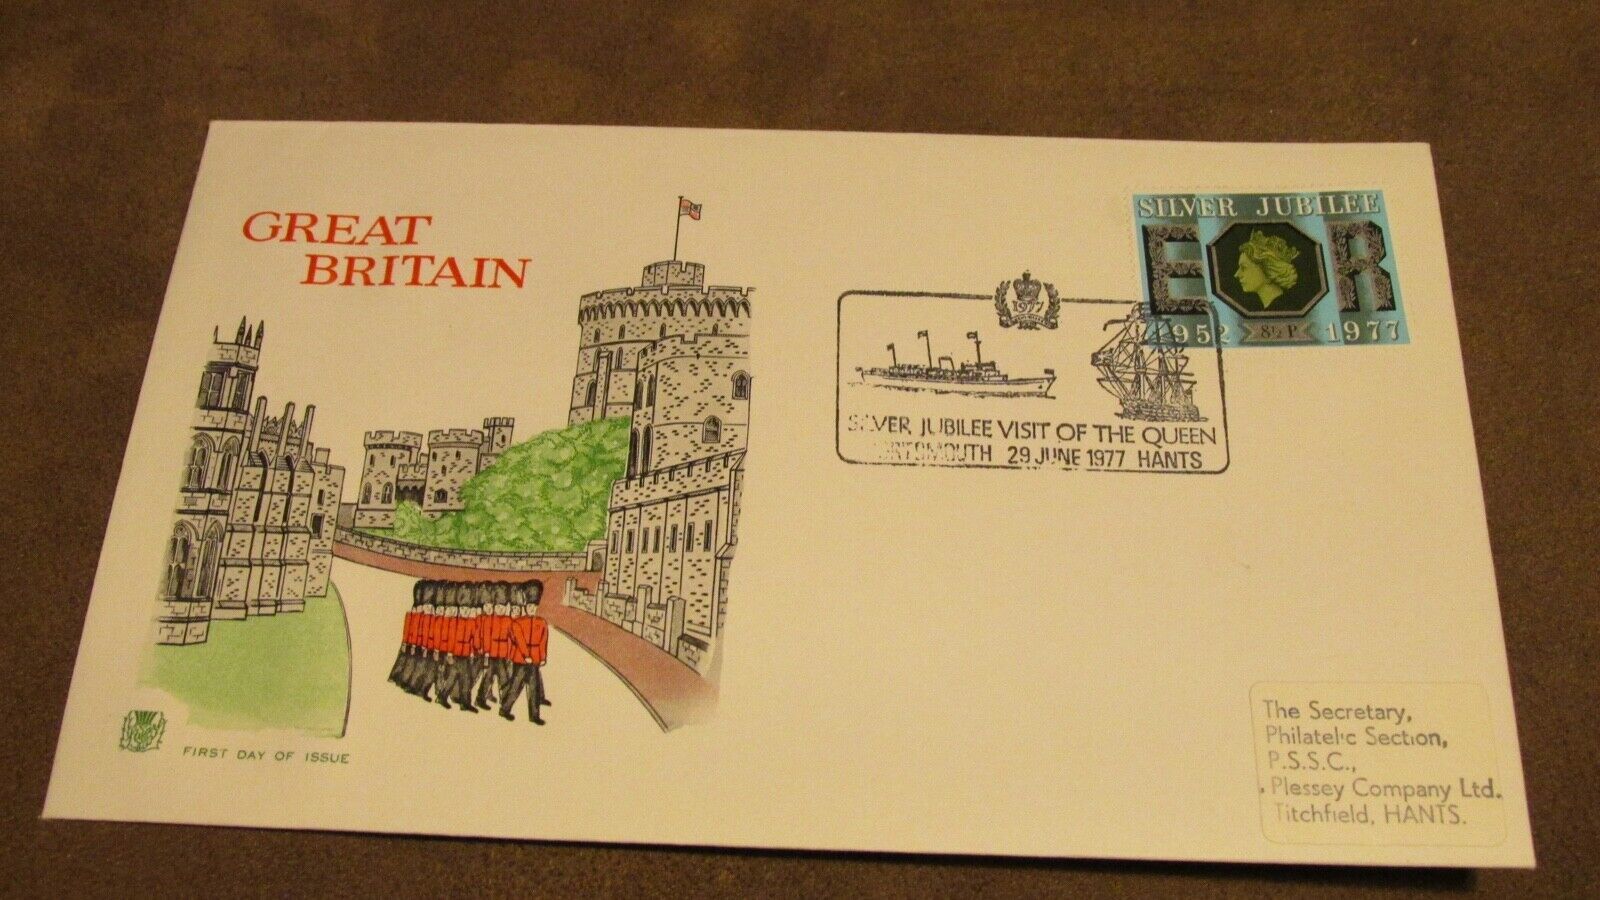 GREAT
BRITAIN
SILVER JUBILEE
E R
1952 8½P 1977
1977
SILVER JUBILEE VISIT OF THE QUEEN
PORTSMOUTH 29 JUNE 1977 HANTS
FIRST DAY OF ISSUE
The Secretary,
Philatelic Section,
P.S.S.C.,
Plessey Company Ltd.
Titchfield, HANTS.